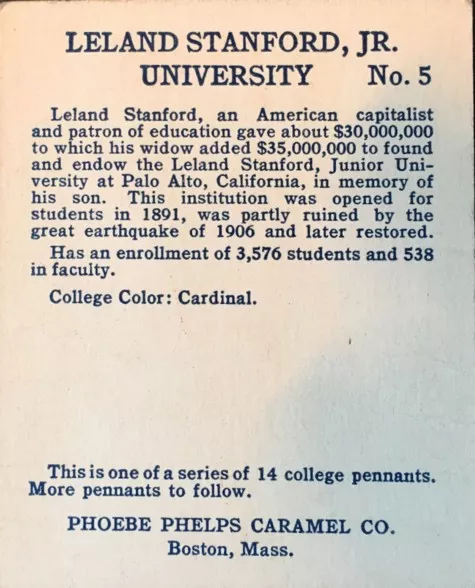 LELAND STANFORD, JR.
UNIVERSITY No. 5
Leland Stanford, an American capitalist
and patron of education gave about $30,000,000
to which his widow added $35,000,000 to found
and endow the Leland Stanford, Junior Uni-
versity at Palo Alto, California, in memory of
his son. This institution was opened for
students in 1891, was partly ruined by the
great earthquake of 1906 and later restored.
Has an enrollment of 3,576 students and 538
in faculty.
College Color: Cardinal.
This is one of a series of 14 college pennants.
More pennants to follow.
PHOEBE PHELPS CARAMEL CO.
Boston, Mass.